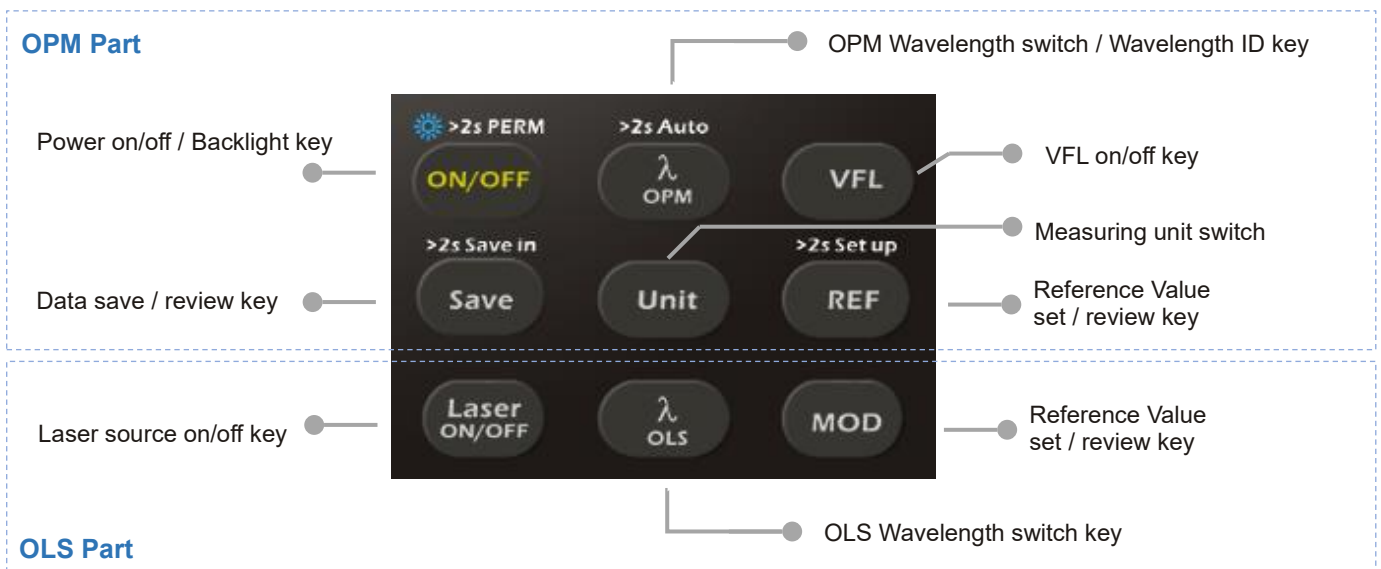 OPM Part
OPM Wavelength switch / Wavelength ID key
Power on/off / Backlight key
>2s PERM
>2s Auto
ON/OFF
λ
OPM
VFL
VFL on/off key
Measuring unit switch
>2s Save in
>2s Set up
Data save / review key
Save
Unit
REF
Reference Value
set / review key
Laser source on/off key
Laser
ON/OFF
λ
OLS
MOD
Reference Value
set / review key
OLS Wavelength switch key
OLS Part